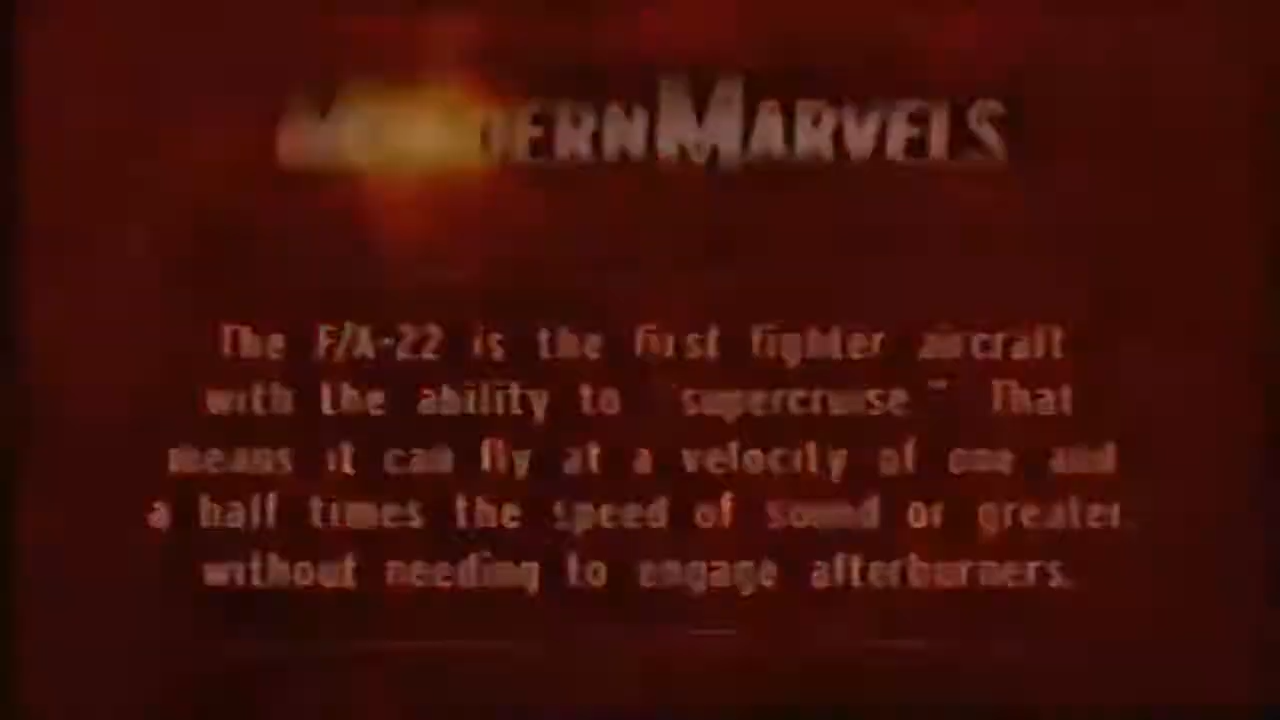 MODERN MARVELS
The F/A-22 is the first fighter aircraft
with the ability to "supercruise." That
means it can fly at a velocity of one and
a half times the speed of sound or greater
without needing to engage afterburners.